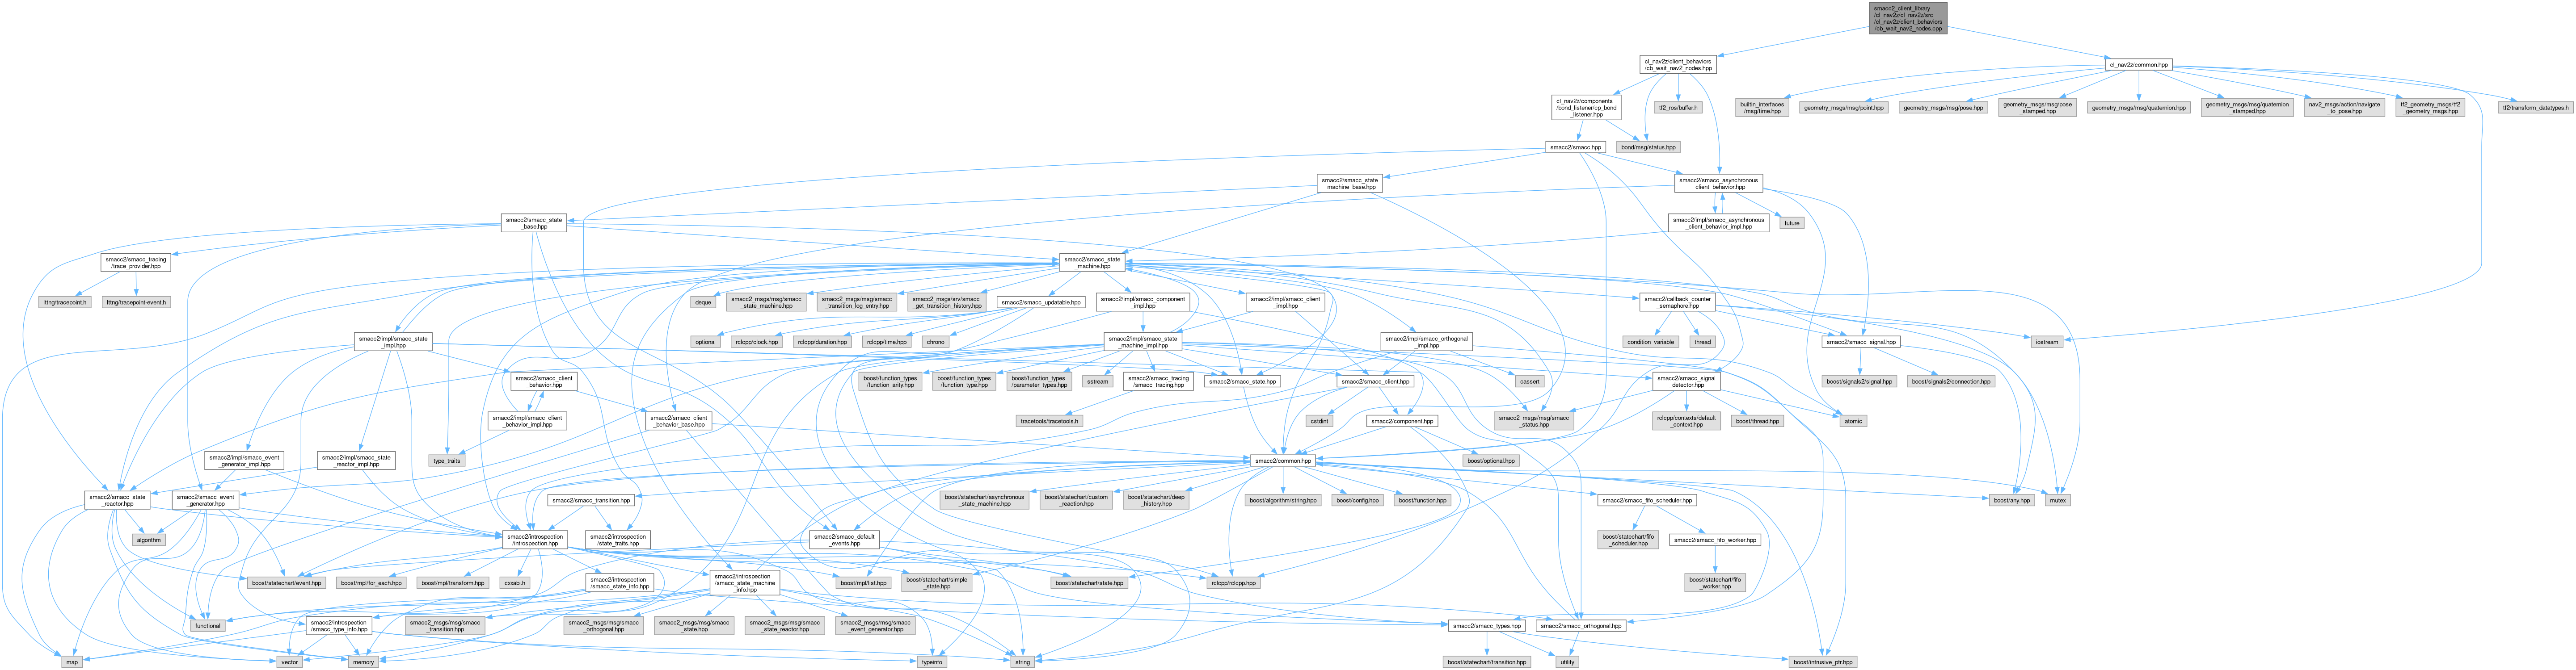 smacc2_client_library
/cl_nav2z/cl_nav2z/src
/cl_nav2z/client_behaviors
/cb_wait_nav2_nodes.cpp
cl_nav2z/client_behaviors
/cb_wait_nav2_nodes.hpp
cl_nav2z/common.hpp
cl_nav2z/components
/bond_listener/cp_bond
_listener.hpp
tf2_ros/buffer.h
builtin_interfaces
/msg/time.hpp
geometry_msgs/msg/point.hpp
geometry_msgs/msg/pose.hpp
geometry_msgs/msg/pose
_stamped.hpp
geometry_msgs/msg/quaternion.hpp
geometry_msgs/msg/quaternion
_stamped.hpp
nav2_msgs/action/navigate
_to_pose.hpp
tf2_geometry_msgs/tf2
_geometry_msgs.hpp
tf2/transform_datatypes.h
smacc2/smacc.hpp
bond/msg/status.hpp
smacc2/smacc_state
_machine_base.hpp
smacc2/smacc_asynchronous
_client_behavior.hpp
smacc2/smacc_state
_base.hpp
smacc2/impl/smacc_asynchronous
_client_behavior_impl.hpp
future
smacc2/smacc_tracing
/trace_provider.hpp
smacc2/smacc_state
_machine.hpp
lttng/tracepoint.h
lttng/tracepoint-event.h
deque
smacc2_msgs/msg/smacc
_state_machine.hpp
smacc2_msgs/msg/smacc
_transition_log_entry.hpp
smacc2_msgs/srv/smacc
_get_transition_history.hpp
smacc2/smacc_updatable.hpp
smacc2/impl/smacc_component
_impl.hpp
smacc2/impl/smacc_client
_impl.hpp
smacc2/callback_counter
_semaphore.hpp
smacc2/impl/smacc_state
_impl.hpp
optional
rclcpp/clock.hpp
rclcpp/duration.hpp
rclcpp/time.hpp
chrono
smacc2/impl/smacc_state
_machine_impl.hpp
smacc2/impl/smacc_orthogonal
_impl.hpp
condition_variable
thread
smacc2/smacc_signal.hpp
iostream
smacc2/smacc_client
_behavior.hpp
boost/function_types
/function_arity.hpp
boost/function_types
/function_type.hpp
boost/function_types
/parameter_types.hpp
sstream
smacc2/smacc_tracing
/smacc_tracing.hpp
smacc2/smacc_state.hpp
smacc2/smacc_client.hpp
cassert
smacc2/smacc_signal
_detector.hpp
boost/signals2/signal.hpp
boost/signals2/connection.hpp
smacc2/impl/smacc_client
_behavior_impl.hpp
smacc2/smacc_client
_behavior_base.hpp
tracetools/tracetools.h
cstdint
smacc2/component.hpp
smacc2_msgs/msg/smacc
_status.hpp
rclcpp/contexts/default
_context.hpp
boost/thread.hpp
atomic
smacc2/impl/smacc_event
_generator_impl.hpp
smacc2/impl/smacc_state
_reactor_impl.hpp
type_traits
smacc2/common.hpp
boost/optional.hpp
smacc2/smacc_state
_reactor.hpp
smacc2/smacc_event
_generator.hpp
smacc2/smacc_transition.hpp
boost/statechart/asynchronous
_state_machine.hpp
boost/statechart/custom
_reaction.hpp
boost/statechart/deep
_history.hpp
boost/algorithm/string.hpp
boost/config.hpp
boost/function.hpp
smacc2/smacc_fifo_scheduler.hpp
boost/any.hpp
mutex
algorithm
smacc2/introspection
/introspection.hpp
smacc2/introspection
/state_traits.hpp
smacc2/smacc_default
_events.hpp
boost/statechart/fifo
_scheduler.hpp
smacc2/smacc_fifo_worker.hpp
boost/statechart/event.hpp
boost/mpl/for_each.hpp
boost/mpl/transform.hpp
cxxabi.h
smacc2/introspection
/smacc_state_info.hpp
smacc2/introspection
/smacc_state_machine
_info.hpp
boost/mpl/list.hpp
boost/statechart/simple
_state.hpp
boost/statechart/state.hpp
rclcpp/rclcpp.hpp
boost/statechart/fifo
_worker.hpp
functional
smacc2/introspection
/smacc_type_info.hpp
smacc2_msgs/msg/smacc
_transition.hpp
smacc2_msgs/msg/smacc
_orthogonal.hpp
smacc2_msgs/msg/smacc
_state.hpp
smacc2_msgs/msg/smacc
_state_reactor.hpp
smacc2_msgs/msg/smacc
_event_generator.hpp
smacc2/smacc_types.hpp
smacc2/smacc_orthogonal.hpp
map
vector
memory
typeinfo
string
boost/statechart/transition.hpp
utility
boost/intrusive_ptr.hpp